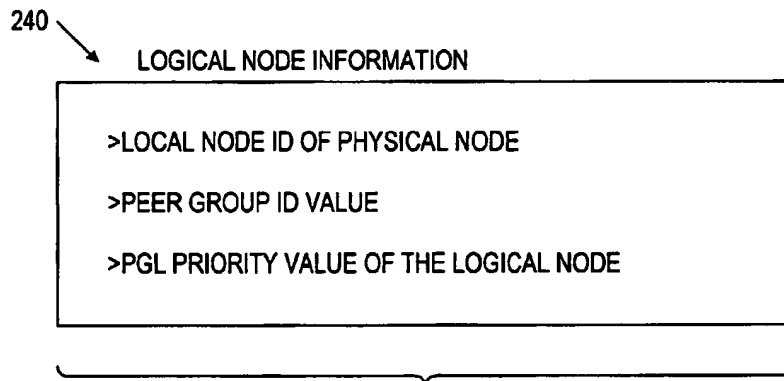 240
LOGICAL NODE INFORMATION
>LOCAL NODE ID OF PHYSICAL NODE
>PEER GROUP ID VALUE
>PGL PRIORITY VALUE OF THE LOGICAL NODE